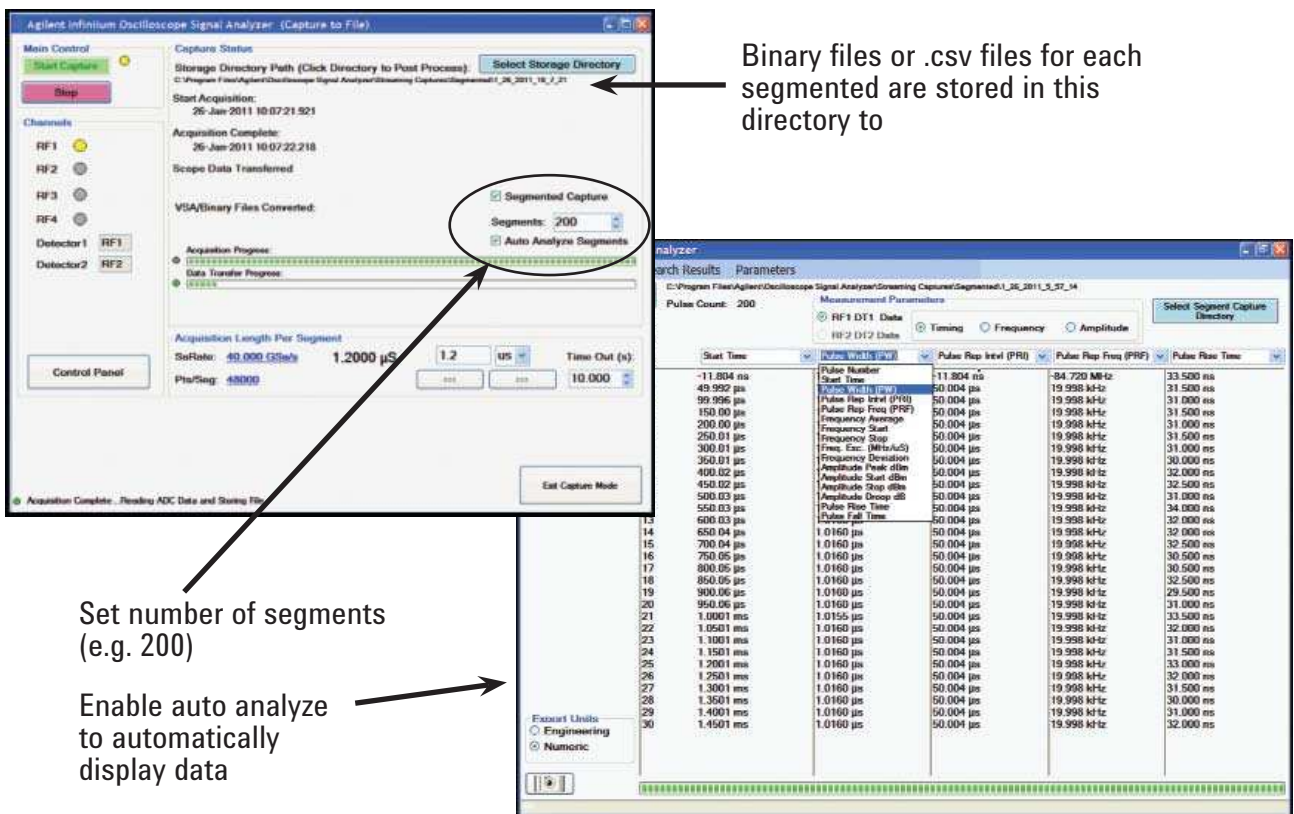 Agilent Infiniium Oscilloscope Signal Analyzer (Capture to File)
Main Control
Start Capture
Stop
Channels
RF1
RF2
RF3
RF4
Detector1 RF1
Detector2 RF2
Control Panel
Capture Status
Storage Directory Path (Click Directory to Post Process):
Select Storage Directory
Start Acquisition:
26-Jan-2011 10:07:21.921
Acquisition Complete:
26-Jan-2011 10:07:22.218
Scope Data Transferred
VSA/Binary Files Converted:
Segmented Capture
Segments: 200
Auto Analyze Segments
Acquisition Progress:
Data Transfer Progress:
Acquisition Length Per Segment
SaRate: 40.000 GSa/s 1.2000 µS 1.2 us Time Out (s)
Pts/Seg: 48000 10.000
Exit Capture Mode
Acquisition Complete...Reading ADC Data and Storing File
Binary files or .csv files for each
segmented are stored in this
directory to
Set number of segments
(e.g. 200)
Enable auto analyze
to automatically
display data
nalyzer
arch Results Parameters
C:\Program Files\Agilent\Oscilloscope Signal Analyzer\Streaming Captures\Segmented\1_26_2011_5_57_14
Pulse Count: 200
Measurement Parameters
RF1 DT1 Data
RF2 DT2 Data
Timing Frequency Amplitude
Select Segment Capture
Directory
Start Time Pulse Width (PW) Pulse Rep Intvl (PRI) Pulse Rep Freq (PRF) Pulse Rise Time
Pulse Number
Start Time
Pulse Width (PW)
Pulse Rep Intvl (PRI)
Pulse Rep Freq (PRF)
Frequency Average
Frequency Start
Frequency Stop
Freq. Exc. (MHz/uS)
Frequency Deviation
Amplitude Peak dBm
Amplitude Start dBm
Amplitude Stop dBm
Amplitude Droop dB
Pulse Rise Time
Pulse Fall Time
-11.804 ns -11.804 ns -84.720 MHz 33.500 ns
49.992 µs 50.004 µs 19.998 kHz 31.500 ns
99.996 µs 50.004 µs 19.998 kHz 31.000 ns
150.00 µs 50.004 µs 19.998 kHz 31.500 ns
200.00 µs 50.004 µs 19.998 kHz 31.000 ns
250.01 µs 50.004 µs 19.998 kHz 31.500 ns
300.01 µs 50.004 µs 19.998 kHz 31.000 ns
350.01 µs 50.004 µs 19.998 kHz 30.000 ns
400.02 µs 50.004 µs 19.998 kHz 32.000 ns
450.02 µs 50.004 µs 19.998 kHz 32.500 ns
500.03 µs 50.004 µs 19.998 kHz 31.000 ns
550.03 µs 50.004 µs 19.998 kHz 34.000 ns
13 600.03 µs 50.004 µs 19.998 kHz 32.000 ns
14 650.04 µs 1.0160 µs 50.004 µs 19.998 kHz 32.000 ns
15 700.04 µs 1.0160 µs 50.004 µs 19.998 kHz 32.500 ns
16 750.05 µs 1.0160 µs 50.004 µs 19.998 kHz 30.500 ns
17 800.05 µs 1.0160 µs 50.004 µs 19.998 kHz 30.500 ns
18 850.05 µs 1.0160 µs 50.004 µs 19.998 kHz 32.500 ns
19 900.06 µs 1.0160 µs 50.004 µs 19.998 kHz 29.500 ns
20 950.06 µs 1.0160 µs 50.004 µs 19.998 kHz 31.000 ns
21 1.0001 ms 1.0155 µs 50.004 µs 19.998 kHz 33.500 ns
22 1.0501 ms 1.0160 µs 50.004 µs 19.998 kHz 32.000 ns
23 1.1001 ms 1.0160 µs 50.004 µs 19.998 kHz 31.000 ns
24 1.1501 ms 1.0160 µs 50.004 µs 19.998 kHz 31.500 ns
25 1.2001 ms 1.0160 µs 50.004 µs 19.998 kHz 33.000 ns
26 1.2501 ms 1.0160 µs 50.004 µs 19.998 kHz 32.000 ns
27 1.3001 ms 1.0160 µs 50.004 µs 19.998 kHz 31.500 ns
28 1.3501 ms 1.0160 µs 50.004 µs 19.998 kHz 30.000 ns
29 1.4001 ms 1.0160 µs 50.004 µs 19.998 kHz 31.000 ns
30 1.4501 ms 1.0160 µs 50.004 µs 19.998 kHz 32.000 ns
Export Units
Engineering
Numeric